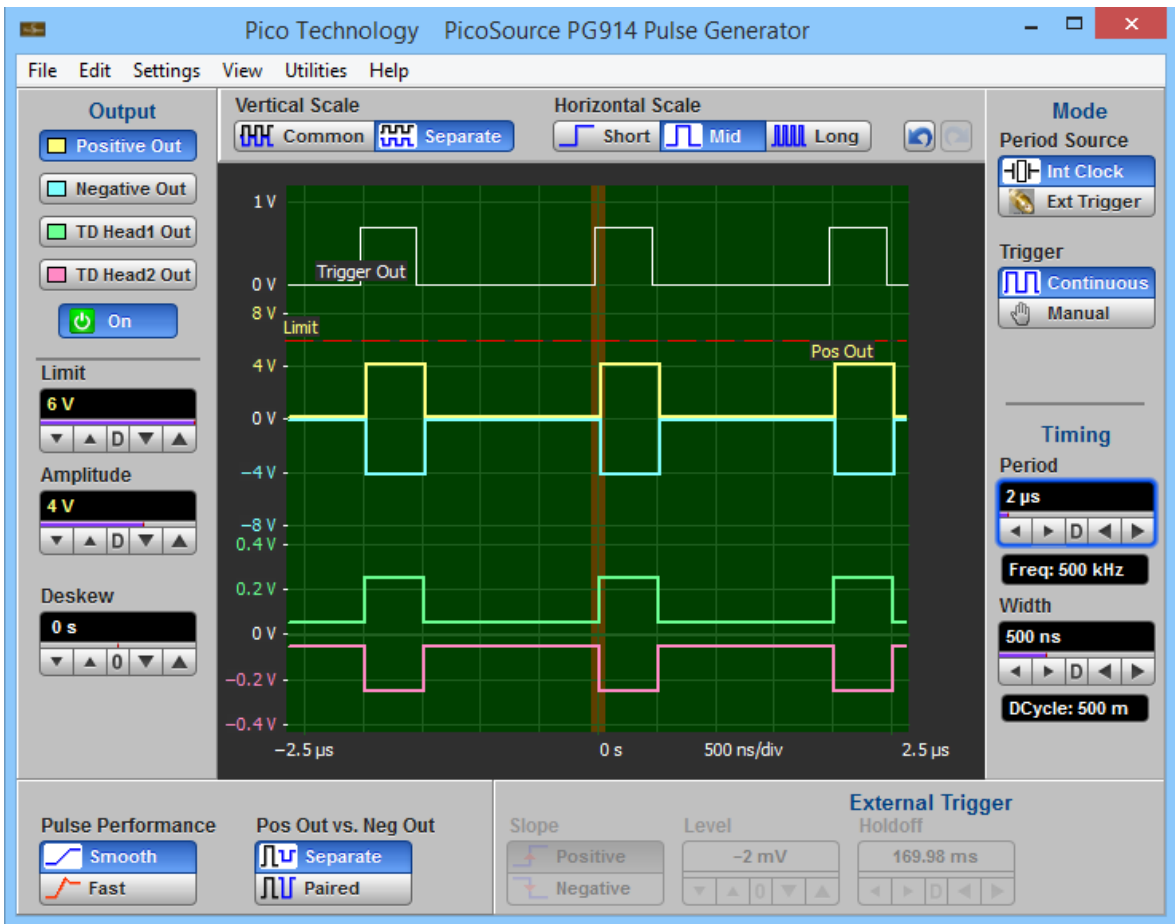 Pico Technology PicoSource PG914 Pulse Generator
File Edit Settings View Utilities Help
Output
Positive Out
Negative Out
TD Head1 Out
TD Head2 Out
On
Limit
6 V
D
Amplitude
4 V
D
Deskew
0 s
0
Vertical Scale
Common Separate
Horizontal Scale
Short Mid Long
1 V
Trigger Out
0 V
8 V
Limit
Pos Out
4 V
0 V
−4 V
−8 V
0.4 V
0.2 V
0 V
−0.2 V
−0.4 V
−2.5 µs 0 s 500 ns/div 2.5 µs
Mode
Period Source
Int Clock
Ext Trigger
Trigger
Continuous
Manual
Timing
Period
2 µs
D
Freq: 500 kHz
Width
500 ns
D
DCycle: 500 m
Pulse Performance
Smooth
Fast
Pos Out vs. Neg Out
Separate
Paired
External Trigger
Slope
Positive
Negative
Level
−2 mV
0
Holdoff
169.98 ms
D